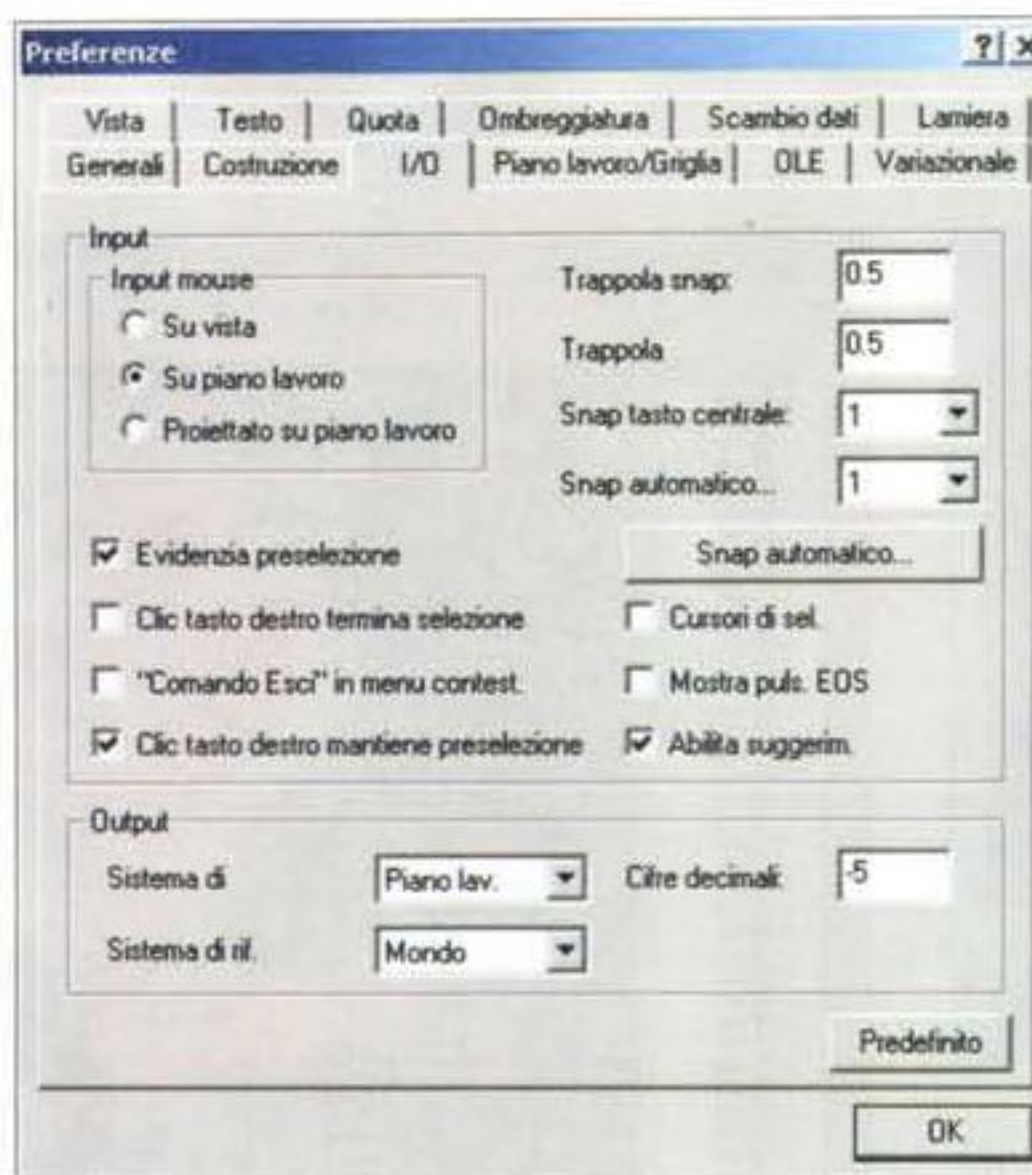 Preferenze
Vista Testo Quota Ombreggiatura Scambio dati Lamiera
Generali Costruzione I/O Piano lavoro/Griglia OLE Variazionale
Input
Input mouse
Su vista
Su piano lavoro
Proiettato su piano lavoro
Trappola snap: 0.5
Trappola 0.5
Snap tasto centrale: 1
Snap automatico... 1
Evidenzia preselezione
Snap automatico...
Clic tasto destro termina selezione
Cursori di sel.
"Comando Esci" in menu contest.
Mostra puls. EOS
Clic tasto destro mantiene preselezione
Abilita suggerim.
Output
Sistema di Piano lav. Cifre decimali: -5
Sistema di rif. Mondo
Predefinito
OK